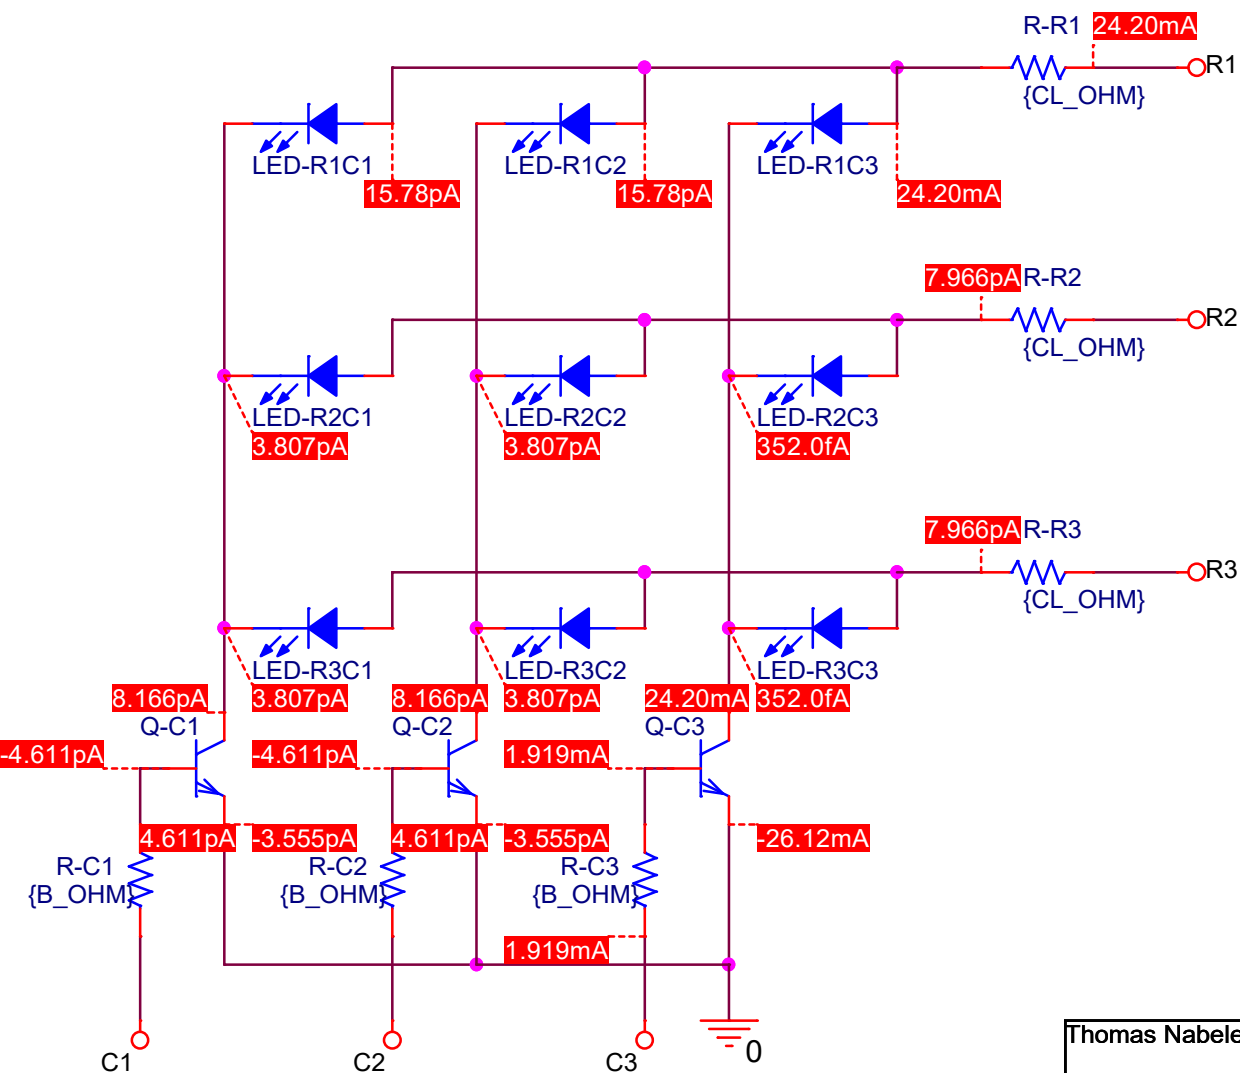 R-R1 24.20mA
R1
{CL_OHM}
LED-R1C1 LED-R1C2 LED-R1C3
15.78pA 15.78pA 24.20mA
7.966pA R-R2
R2
{CL_OHM}
LED-R2C1 LED-R2C2 LED-R2C3
3.807pA 3.807pA 352.0fA
7.966pA R-R3
R3
{CL_OHM}
LED-R3C1 LED-R3C2 LED-R3C3
8.166pA 3.807pA 8.166pA 3.807pA 24.20mA 352.0fA
Q-C1 Q-C2 Q-C3
-4.611pA -4.611pA 1.919mA
4.611pA -3.555pA 4.611pA -3.555pA -26.12mA
R-C1 R-C2 R-C3
{B_OHM} {B_OHM} {B_OHM}
1.919mA
C1 C2 C3 0
Thomas Nabele